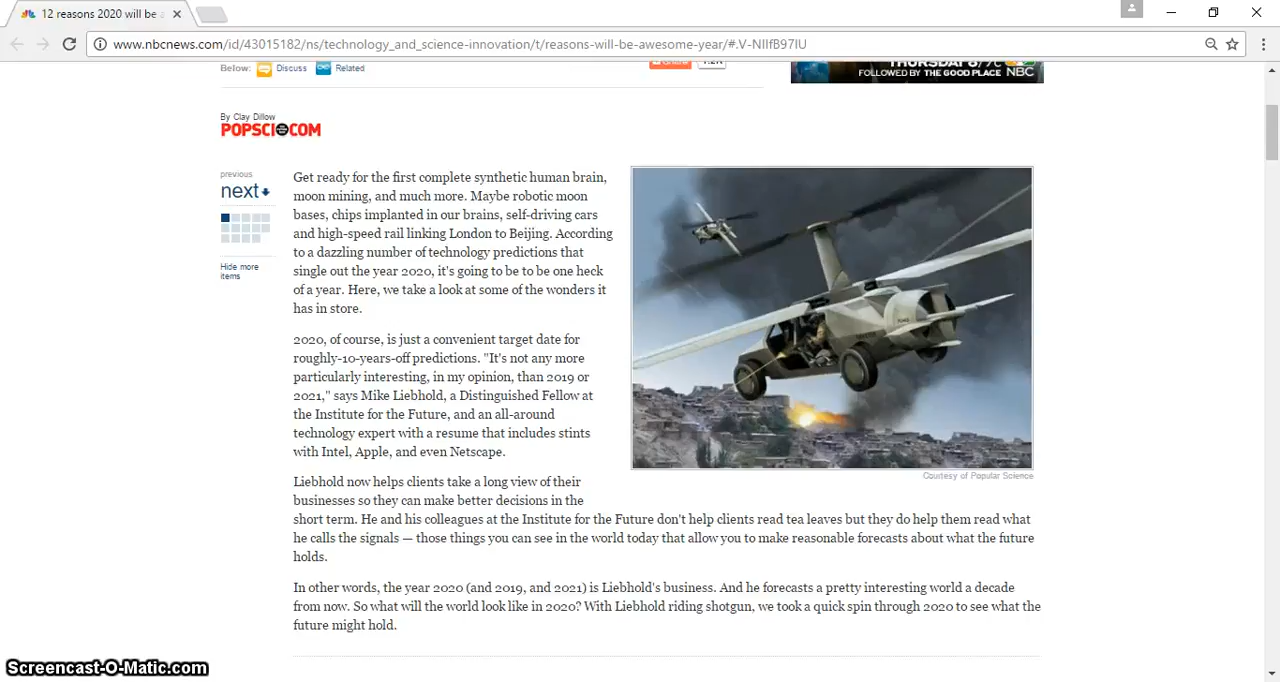 12 reasons 2020 will be a
www.nbcnews.com/id/43015182/ns/technology_and_science-innovation/t/reasons-will-be-awesome-year/#.V-NIIfB97IU
Below: Discuss Related
THURSDAY 8/7c
FOLLOWED BY THE GOOD PLACE NBC
By Clay Dillow
POPSCI COM
previous
next
Hide more
items
Get ready for the first complete synthetic human brain,
moon mining, and much more. Maybe robotic moon
bases, chips implanted in our brains, self-driving cars
and high-speed rail linking London to Beijing. According
to a dazzling number of technology predictions that
single out the year 2020, it's going to be to be one heck
of a year. Here, we take a look at some of the wonders it
has in store.
2020, of course, is just a convenient target date for
roughly-10-years-off predictions. "It's not any more
particularly interesting, in my opinion, than 2019 or
2021," says Mike Liebhold, a Distinguished Fellow at
the Institute for the Future, and an all-around
technology expert with a resume that includes stints
with Intel, Apple, and even Netscape.
Courtesy of Popular Science
Liebhold now helps clients take a long view of their
businesses so they can make better decisions in the
short term. He and his colleagues at the Institute for the Future don't help clients read tea leaves but they do help them read what
he calls the signals — those things you can see in the world today that allow you to make reasonable forecasts about what the future
holds.
In other words, the year 2020 (and 2019, and 2021) is Liebhold's business. And he forecasts a pretty interesting world a decade
from now. So what will the world look like in 2020? With Liebhold riding shotgun, we took a quick spin through 2020 to see what the
future might hold.
Screencast-O-Matic.com